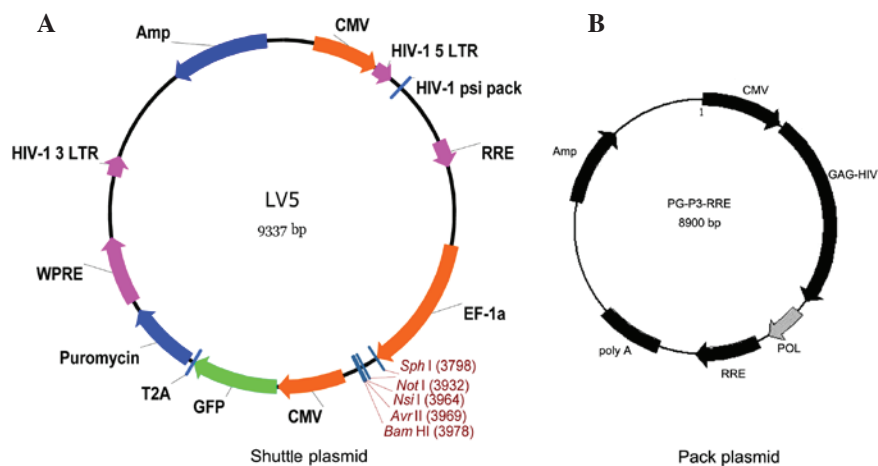 A
Amp
CMV
HIV-1 5 LTR
HIV-1 psi pack
RRE
HIV-1 3 LTR
LV5
9337 bp
WPRE
EF-1a
Puromycin
T2A
GFP
CMV
Sph I (3798)
Not I (3932)
Nsi I (3964)
Avr II (3969)
Bam HI (3978)
Shuttle plasmid
B
CMV
1
Amp
GAG-HIV
PG-P3-RRE
8900 bp
poly A
POL
RRE
Pack plasmid